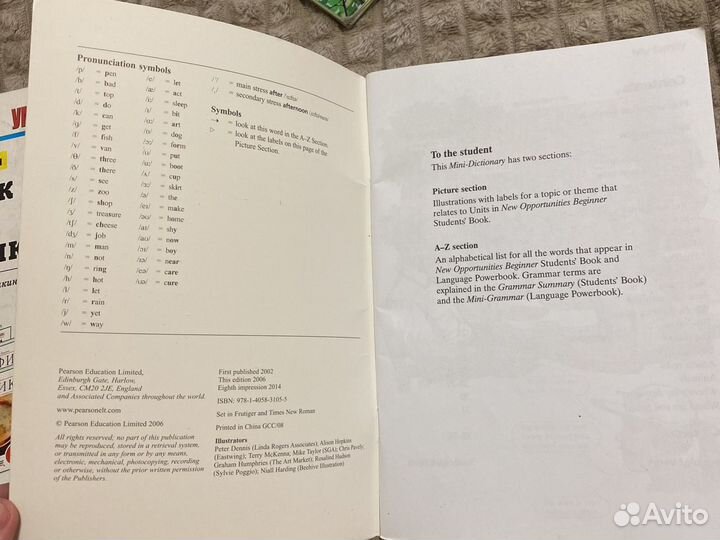 Pronunciation symbols
/p/ = pen
/b/ = bad
/t/ = top
/d/ = do
/k/ = can
/g/ = get
/f/ = fish
/v/ = van
/θ/ = three
/ð/ = there
/s/ = see
/z/ = zoo
/ʃ/ = shop
/ʒ/ = treasure
/tʃ/ = cheese
/dʒ/ = job
/m/ = man
/n/ = not
/ŋ/ = ring
/h/ = hot
/l/ = let
/r/ = rain
/j/ = yet
/w/ = way
/e/ = let
/æ/ = act
/iː/ = sleep
/ɪ/ = bit
/ɑː/ = art
/ɒ/ = dog
/ɔː/ = form
/ʊ/ = put
/uː/ = boot
/ʌ/ = cup
/ɜː/ = skirt
/ə/ = the
/eɪ/ = make
/əʊ/ = home
/aɪ/ = shy
/aʊ/ = now
/ɔɪ/ = boy
/ɪə/ = near
/eə/ = care
/ʊə/ = cure
/'/ = main stress after
/ˌ/ = secondary stress afternoon
Symbols
→ = look at this word in the A–Z Section.
▷ = look at the labels on this page of the
Picture Section.
Pearson Education Limited,
Edinburgh Gate, Harlow,
Essex, CM20 2JE, England
and Associated Companies throughout the world.
www.pearsonelt.com
© Pearson Education Limited 2006
All rights reserved; no part of this publication
may be reproduced, stored in a retrieval system,
or transmitted in any form or by any means,
electronic, mechanical, photocopying, recording
or otherwise, without the prior written permission
of the Publishers.
First published 2002
This edition 2006
Eighth impression 2014
ISBN: 978-1-4058-3105-5
Set in Frutiger and Times New Roman
Printed in China GCC/08
Illustrators
Peter Dennis (Linda Rogers Associates); Alison Hopkins
(Eastwing); Terry McKenna; Mike Taylor (SGA); Chris Pavely;
Graham Humphries (The Art Market); Rosalind Hudson
(Sylvie Poggio); Niall Harding (Beehive Illustration)
To the student
This Mini-Dictionary has two sections:
Picture section
Illustrations with labels for a topic or theme that
relates to Units in New Opportunities Beginner
Students' Book.
A–Z section
An alphabetical list for all the words that appear in
New Opportunities Beginner Students' Book and
Language Powerbook. Grammar terms are
explained in the Grammar Summary (Students' Book)
and the Mini-Grammar (Language Powerbook).
Avito